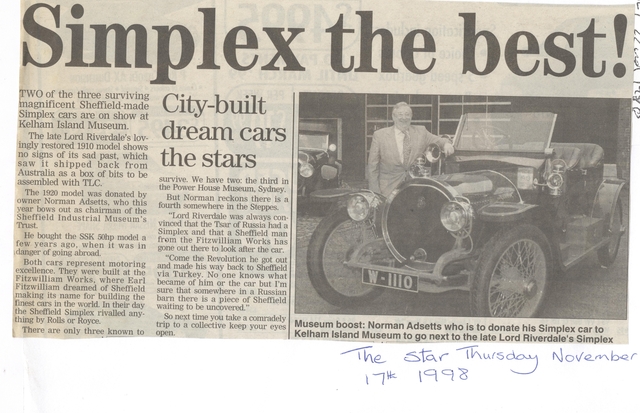 Simplex the best!
TWO of the three surviving
magnificent Sheffield-made
Simplex cars are on show at
Kelham Island Museum.
The late Lord Riverdale's lov-
ingly restored 1910 model shows
no signs of its sad past, which
saw it shipped back from
Australia as a box of bits to be
assembled with TLC.
The 1920 model was donated by
owner Norman Adsetts, who this
year bows out as chairman of the
Sheffield Industrial Museum's
Trust.
He bought the SSK 50hp model a
few years ago, when it was in
danger of going abroad.
Both cars represent motoring
excellence. They were built at the
Fitzwilliam Works, where Earl
Fitzwilliam dreamed of Sheffield
making its name for building the
finest cars in the world. In their day
the Sheffield Simplex rivalled any-
thing by Rolls or Royce.
There are only three known to
City-built
dream cars
the stars
survive. We have two: the third in
the Power House Museum, Sydney.
But Norman reckons there is a
fourth somewhere in the Steppes.
"Lord Riverdale was always con-
vinced that the Tsar of Russia had a
Simplex and that a Sheffield man
from the Fitzwilliam Works has
gone out there to look after the car.
"Come the Revolution he got out
and made his way back to Sheffield
via Turkey. No one knows what
became of him or the car but I'm
sure that somewhere in a Russian
barn there is a piece of Sheffield
waiting to be uncovered."
So next time you take a comradely
trip to a collective keep your eyes
open.
W-1110
Museum boost: Norman Adsetts who is to donate his Simplex car to
Kelham Island Museum to go next to the late Lord Riverdale's Simplex
The Star Thursday November
17th 1998